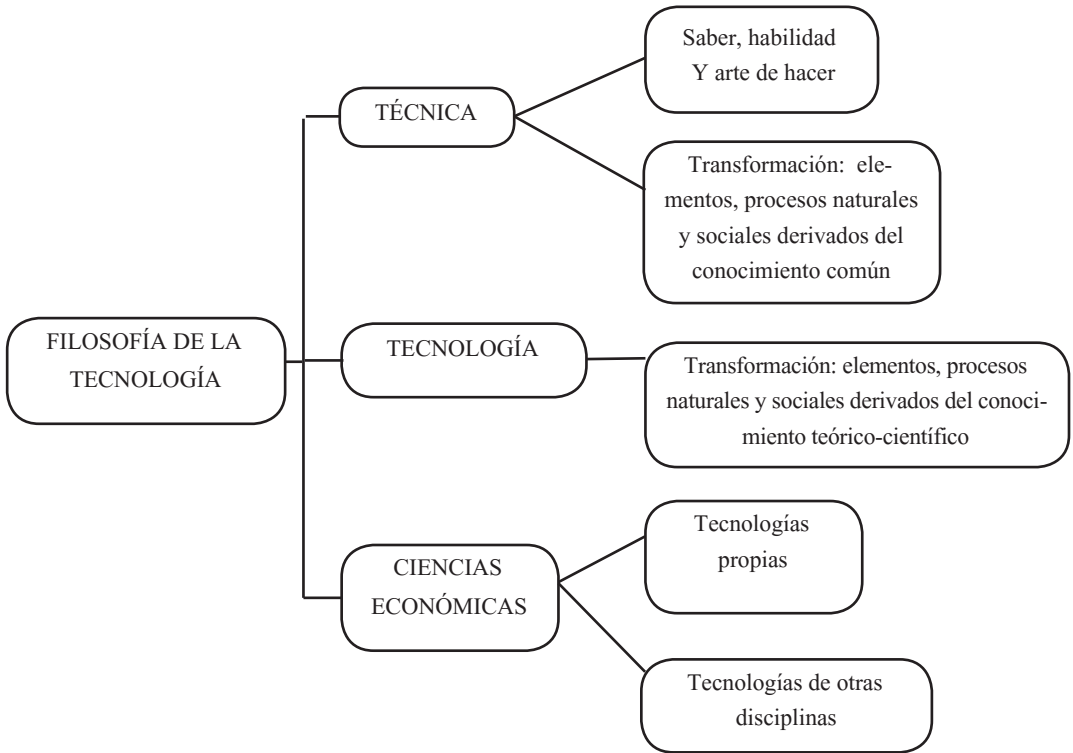 Saber, habilidad
Y arte de hacer
TÉCNICA
Transformación: ele-
mentos, procesos naturales
y sociales derivados del
conocimiento común
FILOSOFÍA DE LA
TECNOLOGÍA
TECNOLOGÍA
Transformación: elementos, procesos
naturales y sociales derivados del conoci-
miento teórico-científico
Tecnologías
propias
CIENCIAS
ECONÓMICAS
Tecnologías de otras
disciplinas